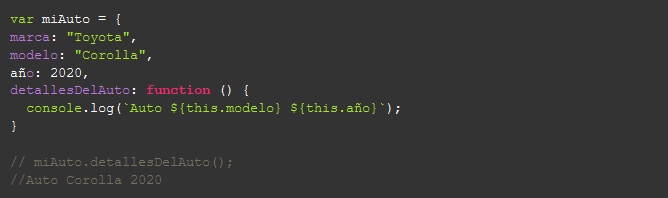 var miAuto = {
marca: "Toyota",
modelo: "Corolla",
año: 2020,
detallesDelAuto: function () {
  console.log(`Auto ${this.modelo} ${this.año}`);
}

// miAuto.detallesDelAuto();
//Auto Corolla 2020